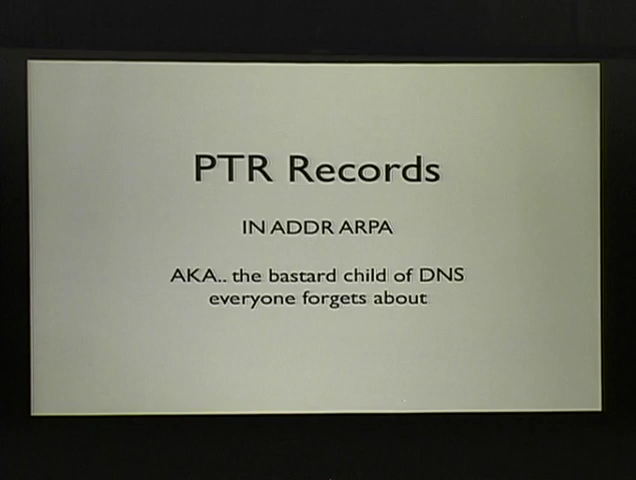 PTR Records
IN ADDR ARPA
AKA.. the bastard child of DNS
everyone forgets about